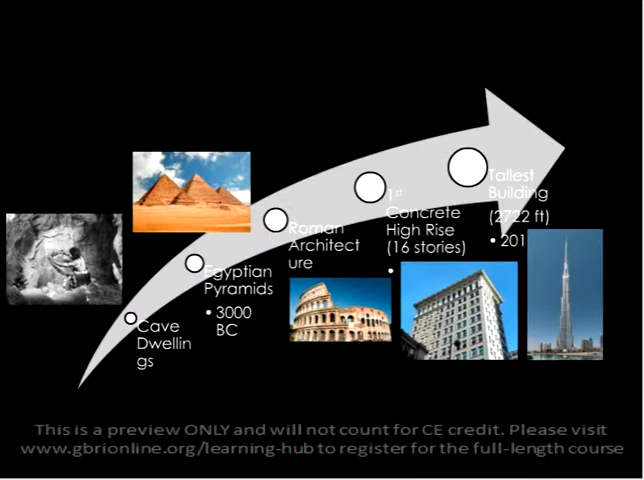 Cave
Dwellin
gs
Egyptian
Pyramids
• 3000
BC
Roman
Architect
ure
1st
Concrete
High Rise
(16 stories)
•
Tallest
Building
(2722 ft)
• 201
This is a preview ONLY and will not count for CE credit. Please visit
www.gbrionline.org/learning-hub to register for the full-length course